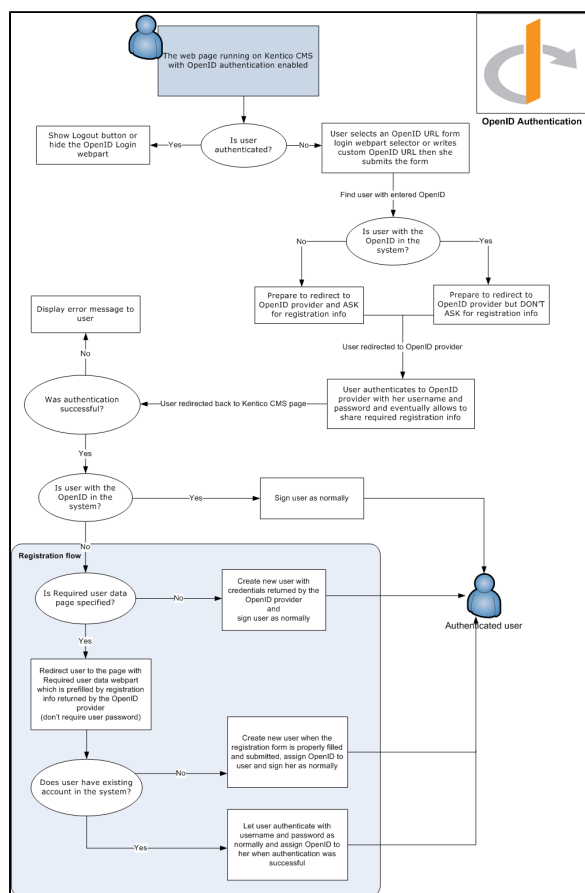 The web page running on Kentico CMS
with OpenID authentication enabled
OpenID Authentication
Show Logout button or
hide the OpenID Login
webpart
Yes
Is user
authenticated?
No
User selects an OpenID URL form
login webpart selector or writes
custom OpenID URL then she
submits the form
Find user with entered OpenID
Is user with the
OpenID in the
system?
No
Yes
Prepare to redirect to
OpenID provider and ASK
for registration info
Prepare to redirect to
OpenID provider but DON'T
ASK for registration info
Display error message to
user
User redirected to OpenID provider
No
Was authentication
successful?
User redirected back to Kentico CMS page
User authenticates to OpenID
provider with her username and
password and eventually allows to
share required registration info
Yes
Is user with the
OpenID in the
system?
Yes
Sign user as normally
No
Registration flow
Is Required user data
page specified?
No
Create new user with
credentials returned by the
OpenID provider
and
sign user as normally
Authenticated user
Yes
Redirect user to the page with
Required user data webpart
which is prefilled by registration
info returned by the OpenID
provider
(don't require user password)
Does user have existing
account in the system?
No
Create new user when the
registration form is properly filled
and submitted, assign OpenID to
user and sign her as normally
Yes
Let user authenticate with
username and password as
normally and assign OpenID to
her when authentication was
successful